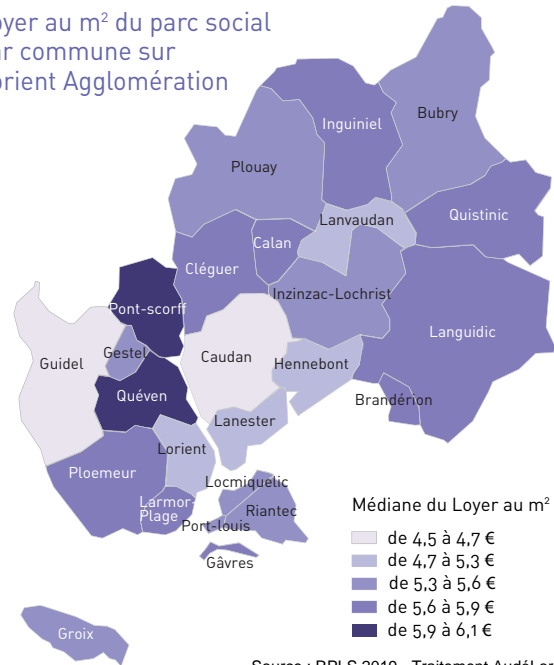 oyer au m² du parc social
ar commune sur
orient Agglomération
Bubry
Inguiniel
Plouay
Lanvaudan
Quistinic
Calan
Cléguer
Inzinzac-Lochrist
Pont-scorff
Languidic
Gestel
Caudan
Guidel
Hennebont
Quéven
Brandérion
Lanester
Lorient
Ploemeur
Locmiquelic
Larmor-
Plage
Riantec
Port-louis
Gâvres
Groix
Médiane du Loyer au m²
de 4,5 à 4,7 €
de 4,7 à 5,3 €
de 5,3 à 5,6 €
de 5,6 à 5,9 €
de 5,9 à 6,1 €